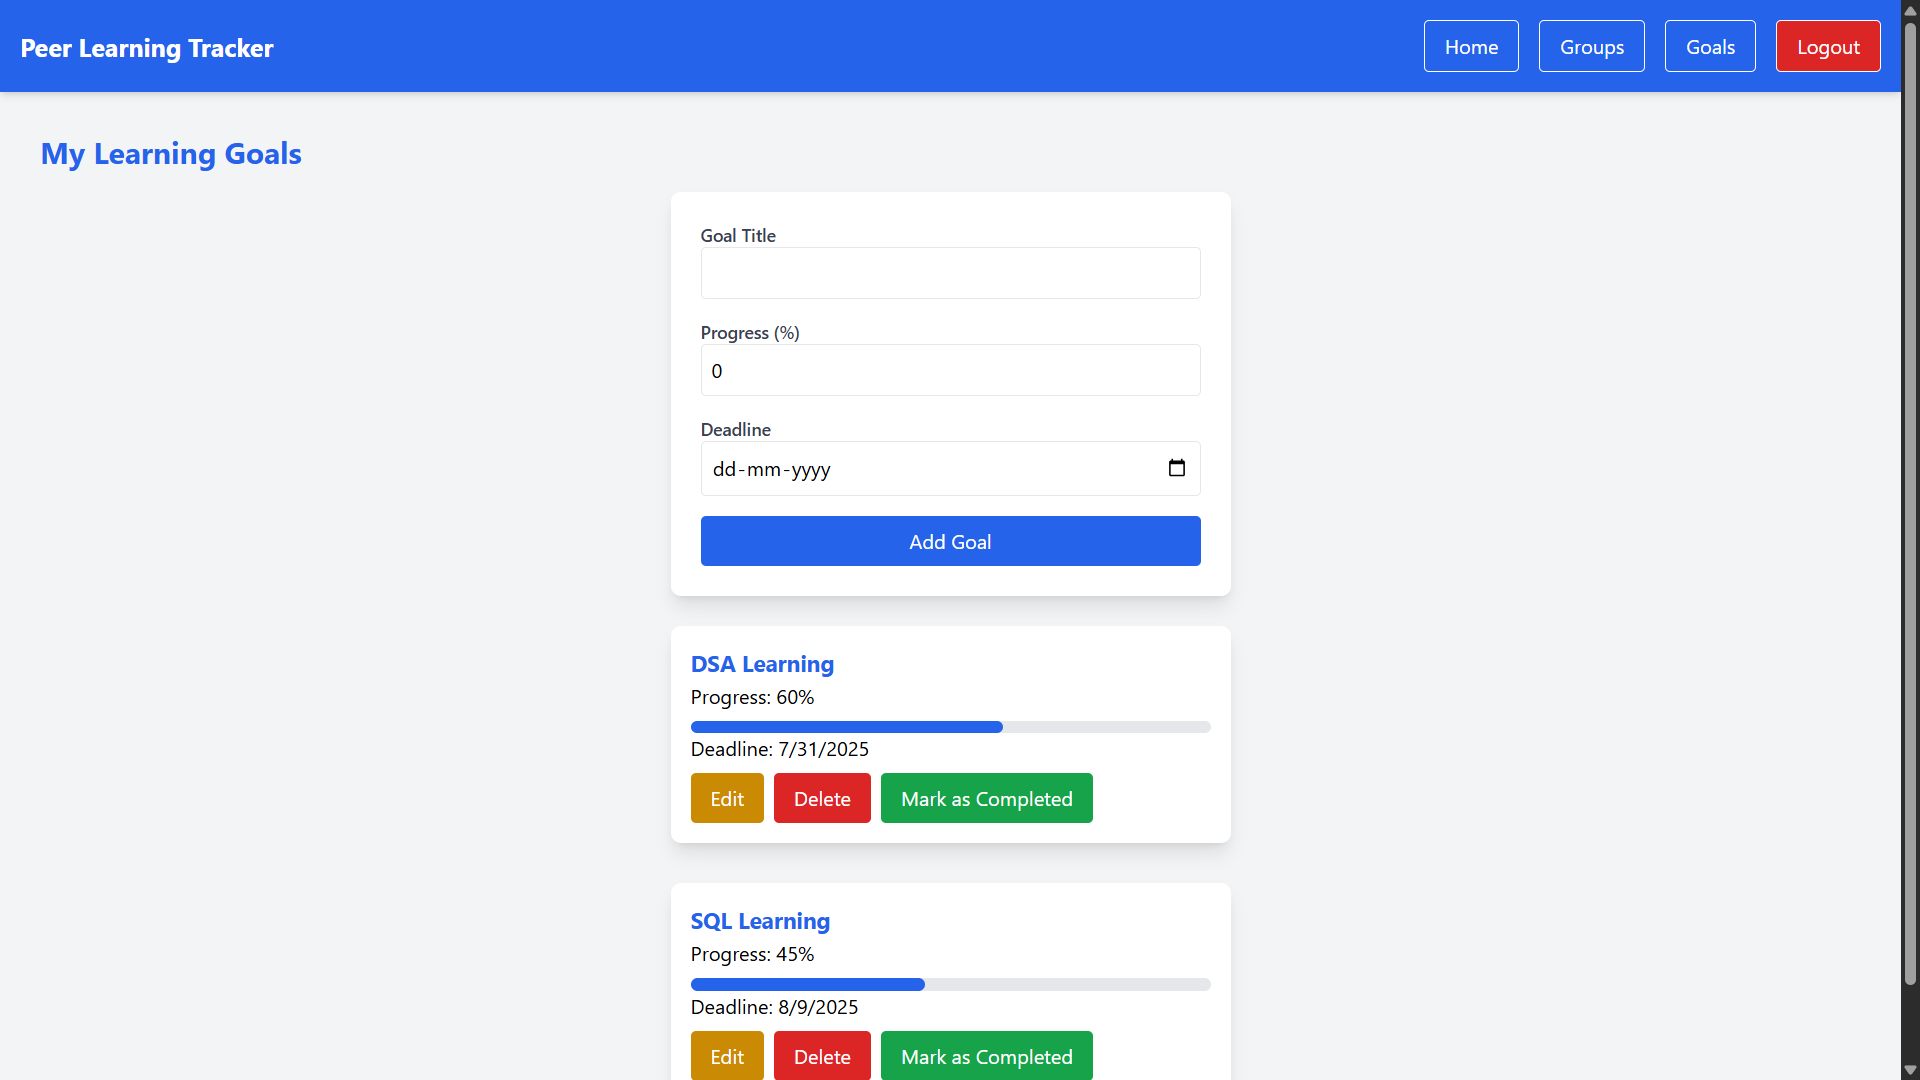 Peer Learning Tracker
Home Groups Goals Logout
My Learning Goals
Goal Title
Progress (%)
0
Deadline
dd-mm-yyyy
Add Goal
DSA Learning
Progress: 60%
Deadline: 7/31/2025
Edit Delete Mark as Completed
SQL Learning
Progress: 45%
Deadline: 8/9/2025
Edit Delete Mark as Completed